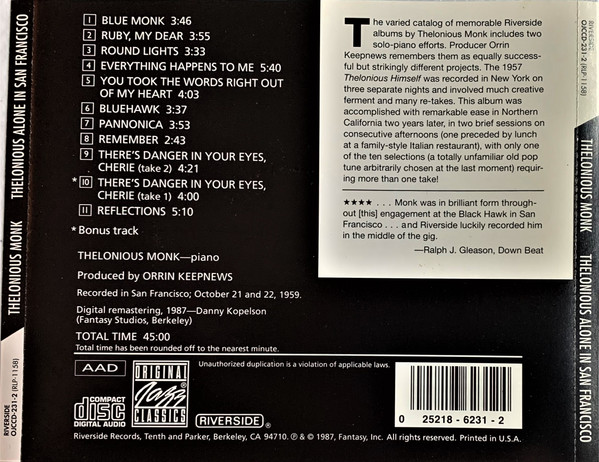 THELONIOUS MONK THELONIOUS ALONE IN SAN FRANCISCO
RIVERSIDE
OJCCD-231-2 (RLP-1158)
1 BLUE MONK 3:46
2 RUBY, MY DEAR 3:55
3 ROUND LIGHTS 3:33
4 EVERYTHING HAPPENS TO ME 5:40
5 YOU TOOK THE WORDS RIGHT OUT
OF MY HEART 4:03
6 BLUEHAWK 3:37
7 PANNONICA 3:53
8 REMEMBER 2:43
9 THERE'S DANGER IN YOUR EYES,
CHERIE (take 2) 4:21
*10 THERE'S DANGER IN YOUR EYES,
CHERIE (take 1) 4:00
11 REFLECTIONS 5:10
*Bonus track
THELONIOUS MONK—piano
Produced by ORRIN KEEPNEWS
Recorded in San Francisco; October 21 and 22, 1959.
Digital remastering, 1987—Danny Kopelson
(Fantasy Studios, Berkeley)
TOTAL TIME 45:00
Total time has been rounded off to the nearest minute.
The varied catalog of memorable Riverside
albums by Thelonious Monk includes two
solo-piano efforts. Producer Orrin
Keepnews remembers them as equally success-
ful but strikingly different projects. The 1957
Thelonious Himself was recorded in New York on
three separate nights and involved much creative
ferment and many re-takes. This album was
accomplished with remarkable ease in Northern
California two years later, in two brief sessions on
consecutive afternoons (one preceded by lunch
at a family-style Italian restaurant), with only one
of the ten selections (a totally unfamiliar old pop
tune arbitrarily chosen at the last moment) requir-
ing more than one take!
★★★★ . . . Monk was in brilliant form through-
out [this] engagement at the Black Hawk in San
Francisco . . . and Riverside luckily recorded him
in the middle of the gig.
—Ralph J. Gleason, Down Beat
AAD
COMPACT
disc
DIGITAL AUDIO
ORIGINAL
Jazz
CLASSICS
RIVERSIDE
Unauthorized duplication is a violation of applicable laws.
0 25218-6231-2
Riverside Records, Tenth and Parker, Berkeley, CA 94710. ℗ & © 1987, Fantasy, Inc. All rights reserved. Printed in U.S.A.
RIVERSIDE
OJCCD-231-2 (RLP-1158)
THELONIOUS MONK THELONIOUS ALONE IN SAN FRANCISCO